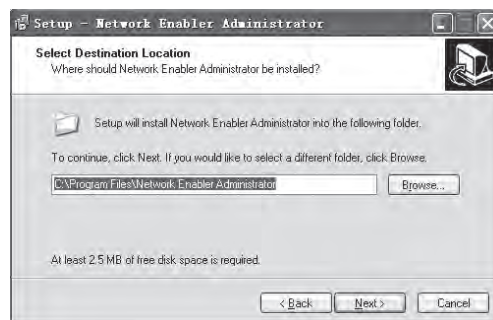 Setup - Network Enabler Administrator
Select Destination Location
Where should Network Enabler Administrator be installed?
Setup will install Network Enabler Administrator into the following folder.
To continue, click Next. If you would like to select a different folder, click Browse.
C:\Program Files\Network Enabler Administrator
Browse...
At least 2.5 MB of free disk space is required.
< Back
Next >
Cancel